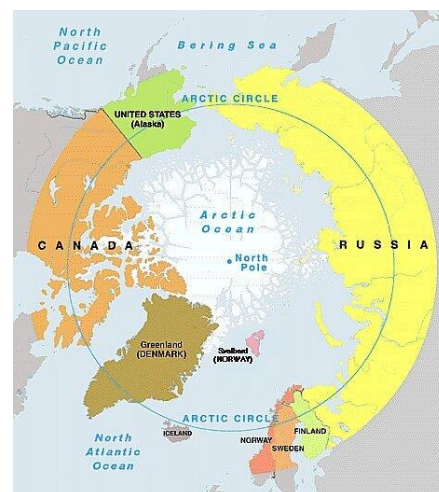 North
Pacific
Ocean
Bering Sea
ARCTIC CIRCLE
UNITED STATES
(Alaska)
Arctic
Ocean
CANADA
RUSSIA
North
Pole
Greenland
(DENMARK)
Svalbard
(NORWAY)
ARCTIC CIRCLE
ICELAND
NORWAY
SWEDEN
FINLAND
North
Atlantic
Ocean